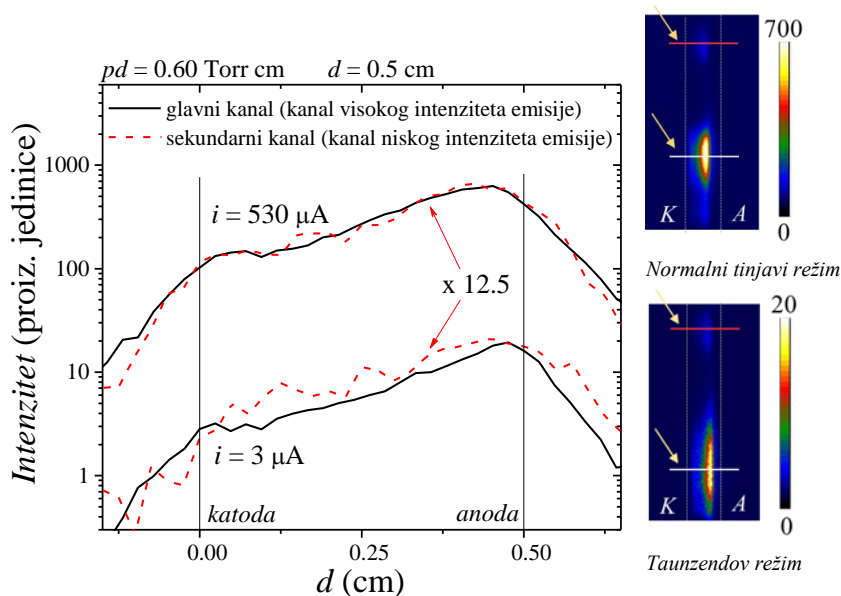 pd = 0.60 Torr cm d = 0.5 cm
glavni kanal (kanal visokog intenziteta emisije)
sekundarni kanal (kanal niskog intenziteta emisije)
i = 530 μA
x 12.5
i = 3 μA
katoda
anoda
1000
100
10
1
Intenzitet (proiz. jedinice)
0.00
0.25
0.50
d (cm)
700
0
K
A
Normalni tinjavi režim
20
0
K
A
Taunzendov režim